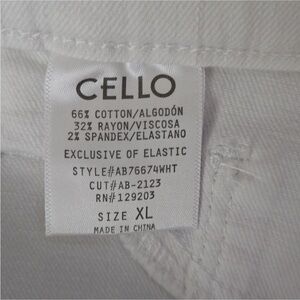 CELLO
66% COTTON/ALGODÓN
32% RAYON/VISCOSA
2% SPANDEX/ELASTANO
EXCLUSIVE OF ELASTIC
STYLE#AB76674WHT
CUT#AB-2123
RN#129203
SIZE XL
MADE IN CHINA